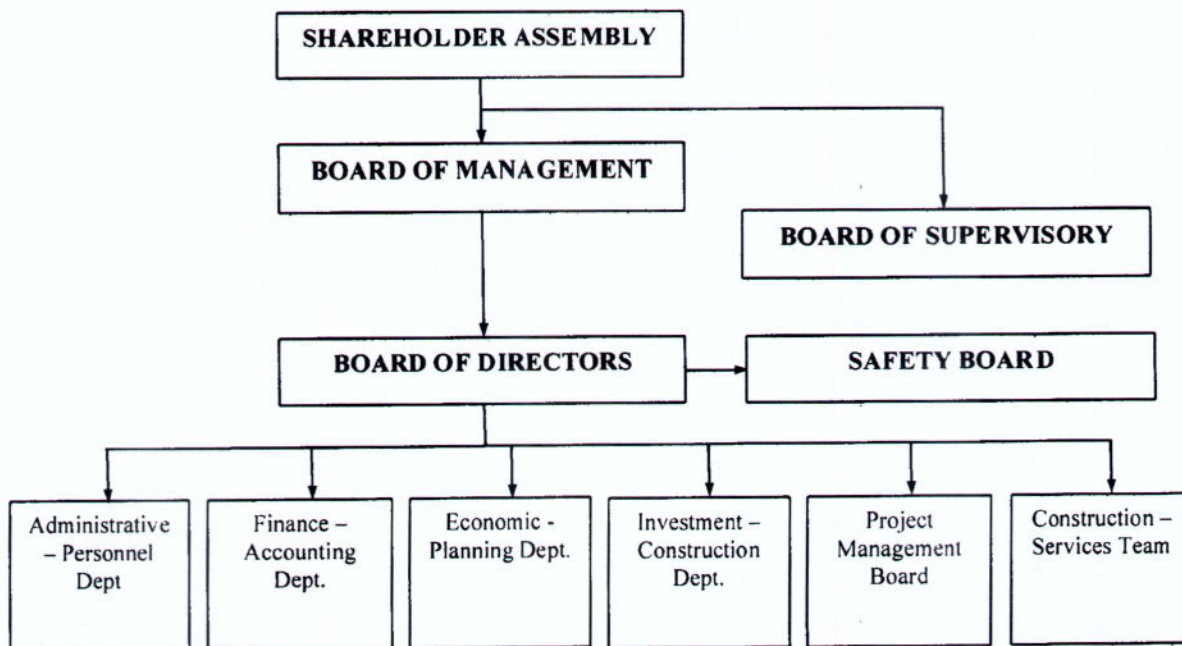 SHAREHOLDER ASSEMBLY
BOARD OF MANAGEMENT
BOARD OF SUPERVISORY
BOARD OF DIRECTORS
SAFETY BOARD
Administrative
– Personnel
Dept
Finance –
Accounting
Dept.
Economic -
Planning Dept.
Investment –
Construction
Dept.
Project
Management
Board
Construction –
Services Team